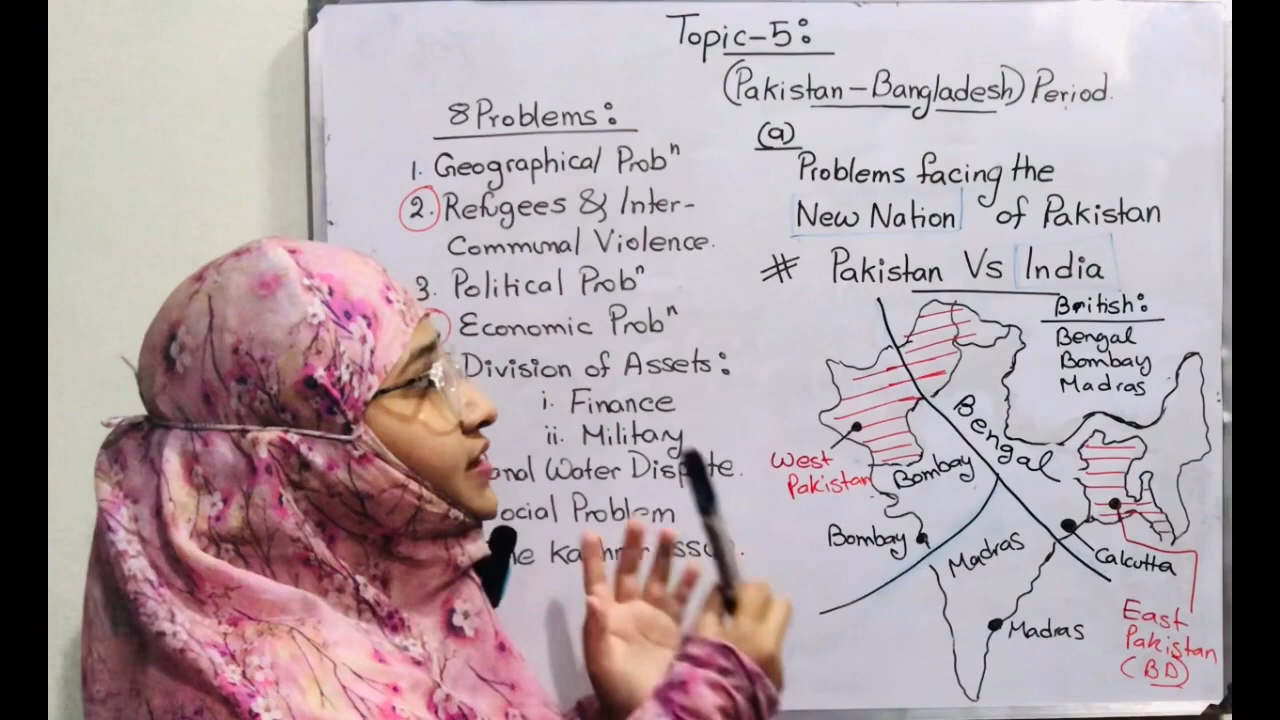 Topic-5:
(Pakistan-Bangladesh) Period.
8 Problems:
1. Geographical Probⁿ
2. Refugees & Inter-
Communal Violence.
3. Political Probⁿ
Economic Probⁿ
Division of Assets:
i. Finance
ii. Military
Water
Problem
(a)
Problems facing the
New Nation of Pakistan
# Pakistan Vs India
British:
Bengal
Bombay
Madras
Bengal
West
Pakistan
Bombay
Bombay
Madras
Calcutta
Madras
East
Pakistan
(BD)